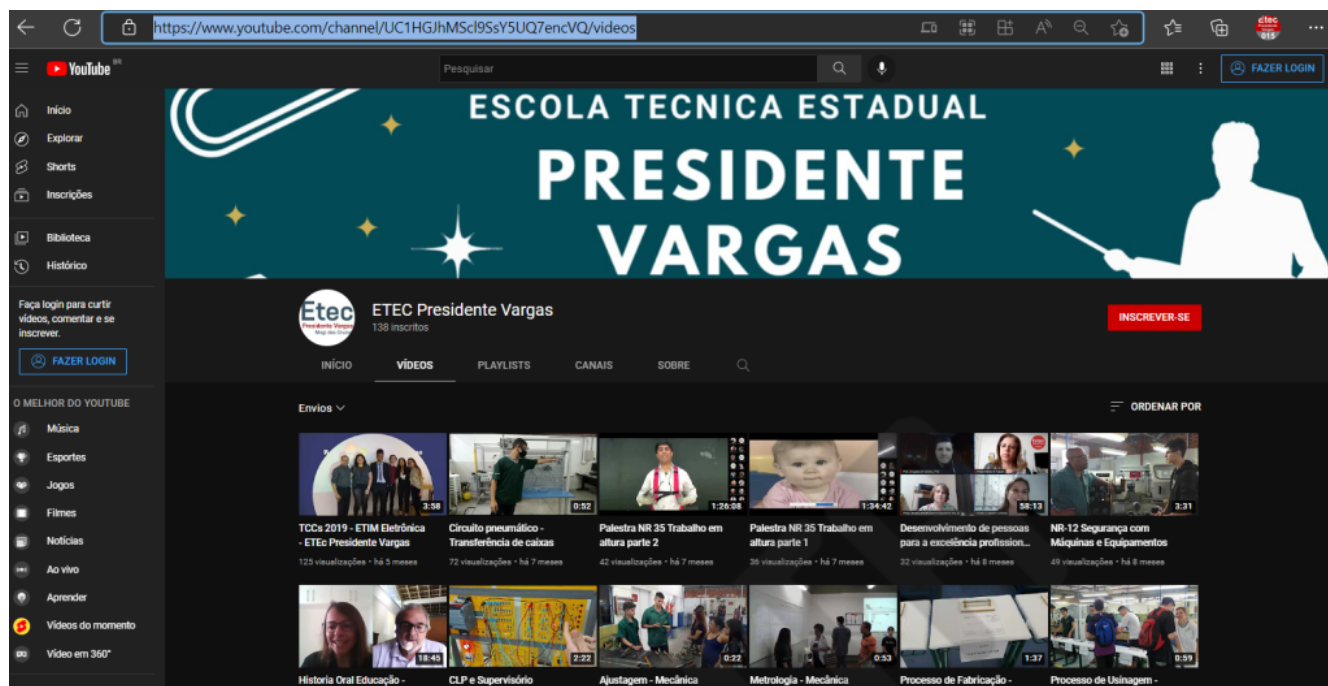 https://www.youtube.com/channel/UC1HGJhMScl9SsY5UQ7encVQ/videos
YouTube BR
Pesquisar
FAZER LOGIN
Início
Explorar
Shorts
Inscrições
Biblioteca
Histórico
Faça login para curtir
vídeos, comentar e se
inscrever.
FAZER LOGIN
O MELHOR DO YOUTUBE
Música
Esportes
Jogos
Filmes
Notícias
Ao vivo
Aprender
Vídeos do momento
Vídeo em 360°
ESCOLA TECNICA ESTADUAL
PRESIDENTE
VARGAS
Etec
Presidente Vargas
ETEC Presidente Vargas
138 inscritos
INSCREVER-SE
INÍCIO
VÍDEOS
PLAYLISTS
CANAIS
SOBRE
Envios
ORDENAR POR
3:58
TCCs 2019 - ETIM Eletrônica
- ETEc Presidente Vargas
125 visualizações • há 5 meses
0:52
Circuito pneumático -
Transferência de caixas
72 visualizações • há 7 meses
1:26:08
Palestra NR 35 Trabalho em
altura parte 2
42 visualizações • há 7 meses
1:34:42
Palestra NR 35 Trabalho em
altura parte 1
36 visualizações • há 7 meses
58:13
Desenvolvimento de pessoas
para a excelência profission...
32 visualizações • há 8 meses
3:31
NR-12 Segurança com
Máquinas e Equipamentos
49 visualizações • há 8 meses
18:45
Historia Oral Educação -
2:22
CLP e Supervisório
0:22
Ajustagem - Mecânica
0:53
Metrologia - Mecânica
1:37
Processo de Fabricação -
0:59
Processo de Usinagem -